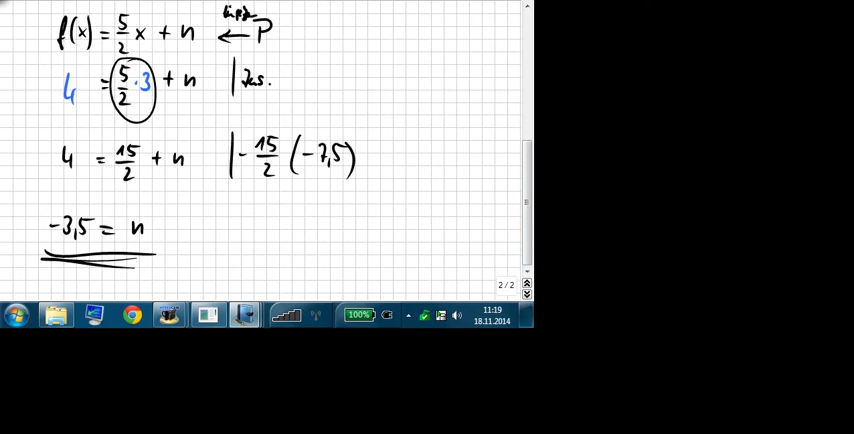 f(x) = 5/2 x + n ← P
4 = 5/2 · 3 + n |
4 = 15/2 + n | - 15/2 (-7,5)
-3,5 = n
2 / 2
100%
11:19
18.11.2014